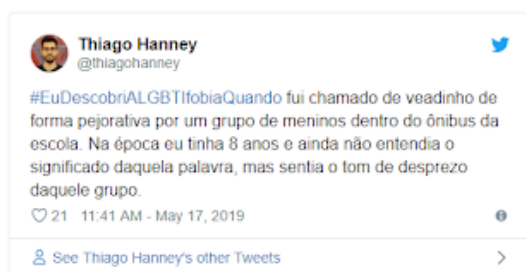 Thiago Hanney
@thiagohanney
#EuDescobriALGBTIfobiaQuando fui chamado de veadinho de
forma pejorativa por um grupo de meninos dentro do ônibus da
escola. Na época eu tinha 8 anos e ainda não entendia o
significado daquela palavra, mas sentia o tom de desprezo
daquele grupo.
21 11:41 AM - May 17, 2019
See Thiago Hanney's other Tweets